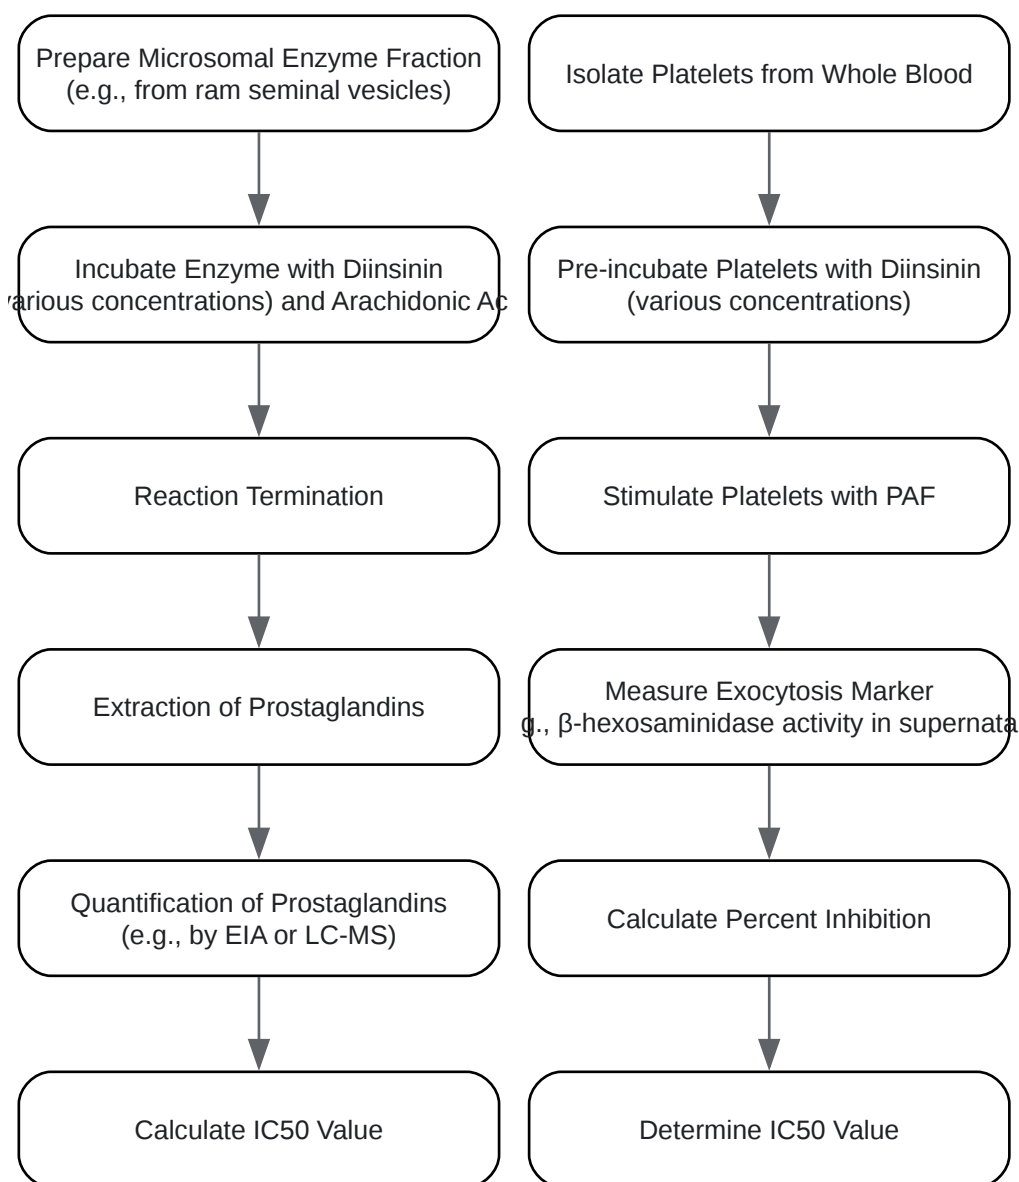 Prepare Microsomal Enzyme Fraction
(e.g., from ram seminal vesicles)
Incubate Enzyme with Diinsinin
various concentrations) and Arachidonic Ac
Reaction Termination
Extraction of Prostaglandins
Quantification of Prostaglandins
(e.g., by EIA or LC-MS)
Calculate IC50 Value
Isolate Platelets from Whole Blood
Pre-incubate Platelets with Diinsinin
(various concentrations)
Stimulate Platelets with PAF
Measure Exocytosis Marker
g., β-hexosaminidase activity in supernata
Calculate Percent Inhibition
Determine IC50 Value